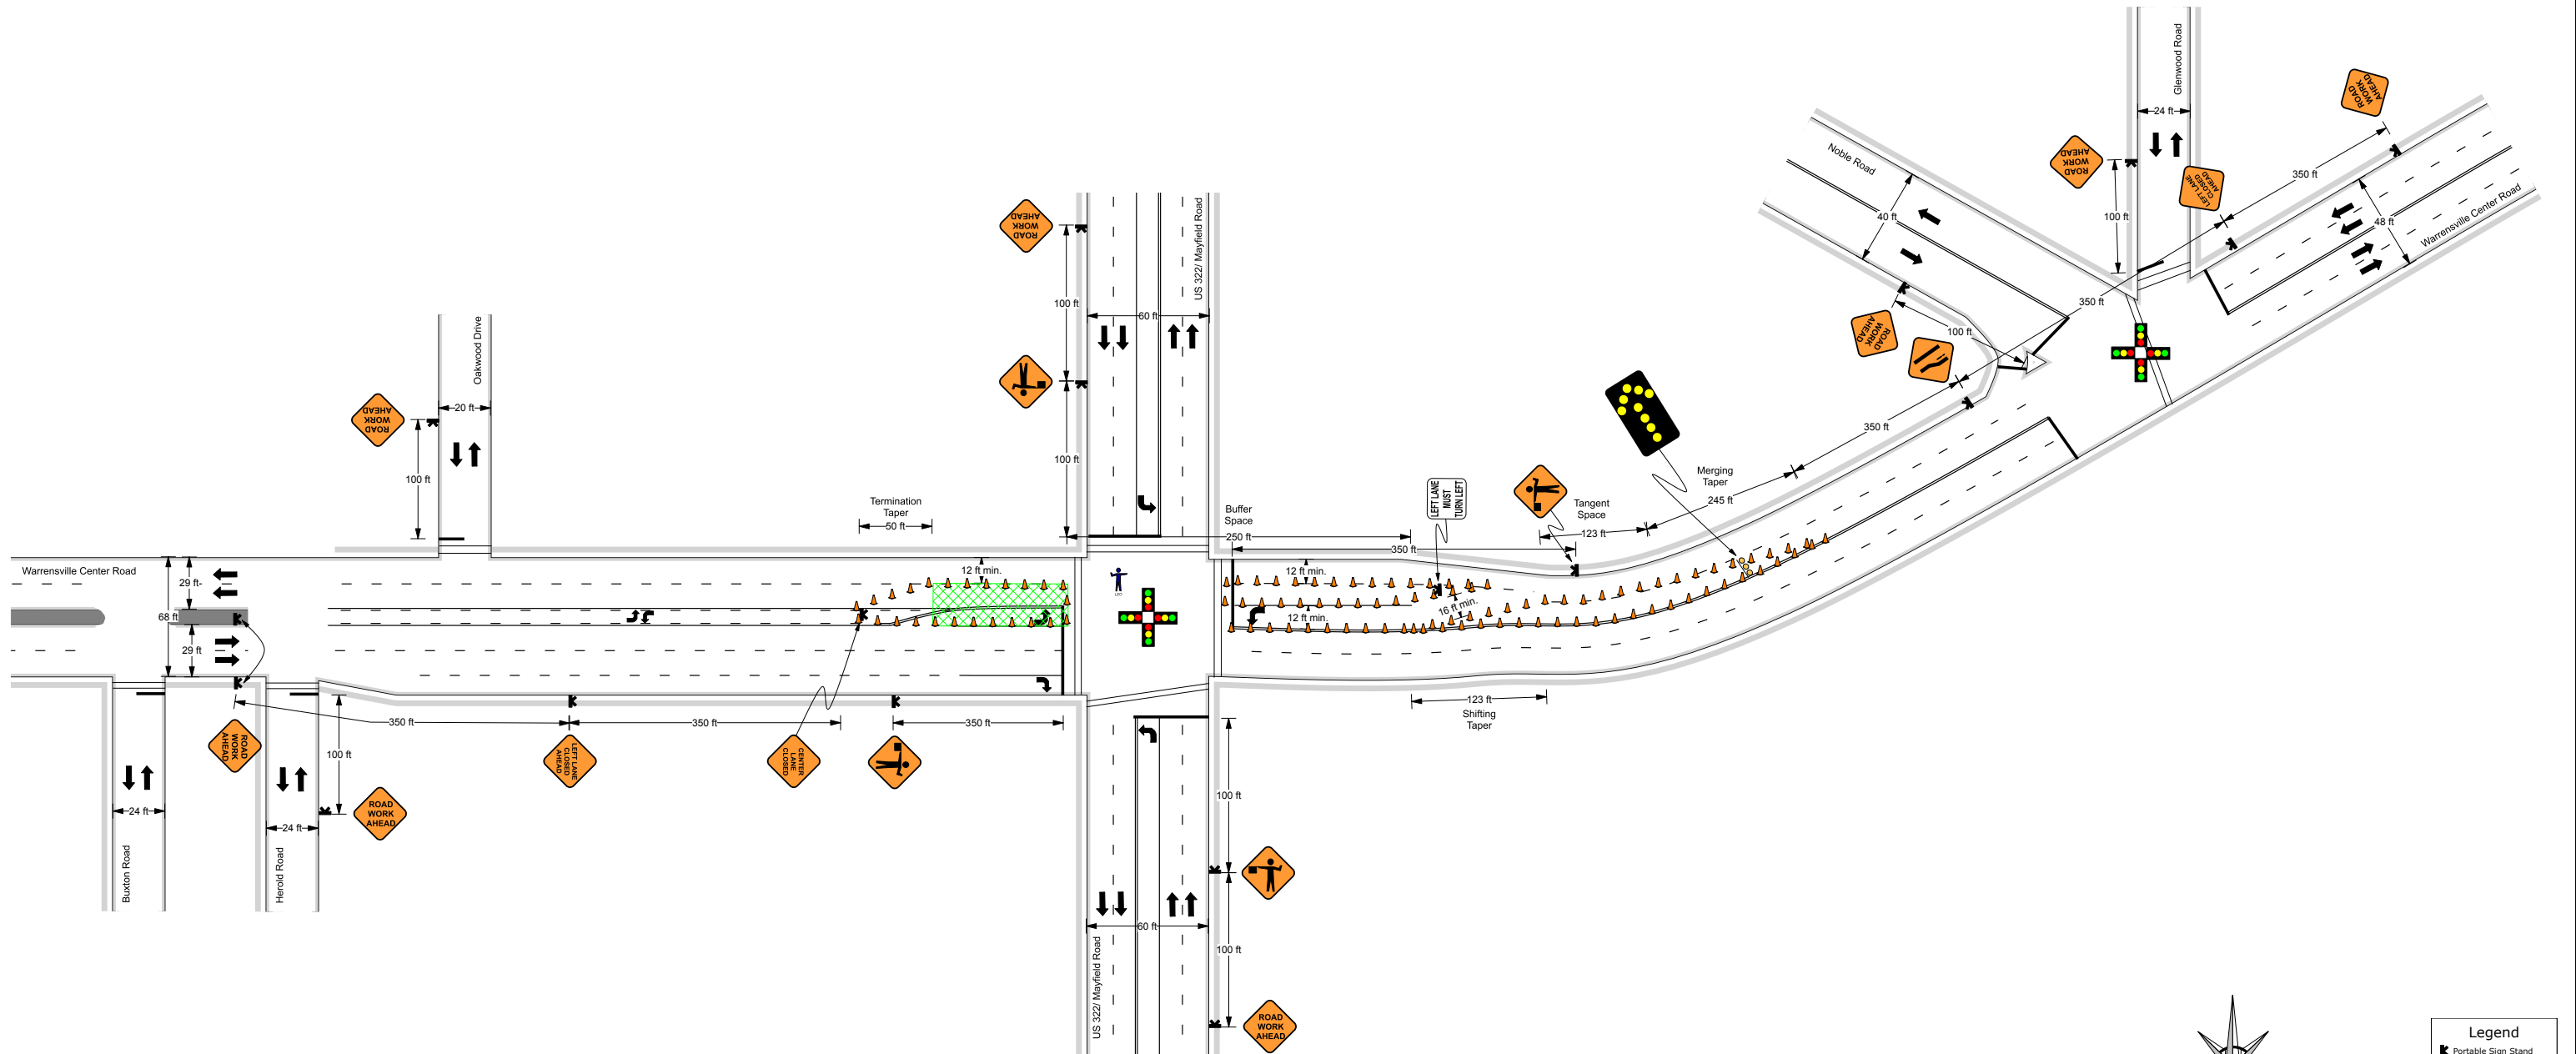 Glenwood Road
ROAD
WORK
AHEAD
24 ft
Noble Road
ROAD
WORK
AHEAD
LEFT LANE
CLOSED
AHEAD
350 ft
40 ft
100 ft
48 ft
Warrensville Center Road
ROAD
WORK
AHEAD
US 322/ Mayfield Road
100 ft
60 ft
350 ft
100 ft
ROAD
WORK
AHEAD
Oakwood Drive
20 ft
ROAD
WORK
AHEAD
350 ft
100 ft
100 ft
Merging
Taper
245 ft
LEFT LANE
MUST
TURN LEFT
Termination
Taper
50 ft
Tangent
Space
123 ft
Buffer
Space
250 ft
350 ft
Warrensville Center Road
29 ft
12 ft min.
12 ft min.
16 ft min.
68 ft
12 ft min.
29 ft
123 ft
Shifting
Taper
350 ft
350 ft
350 ft
ROAD
WORK
AHEAD
100 ft
LEFT LANE
CLOSED
AHEAD
CENTER
LANE
CLOSED
100 ft
24 ft
24 ft
ROAD
WORK
AHEAD
Buxton Road
Herold Road
60 ft
100 ft
US 322/ Mayfield Road
ROAD
WORK
AHEAD
Legend
Portable Sign Stand